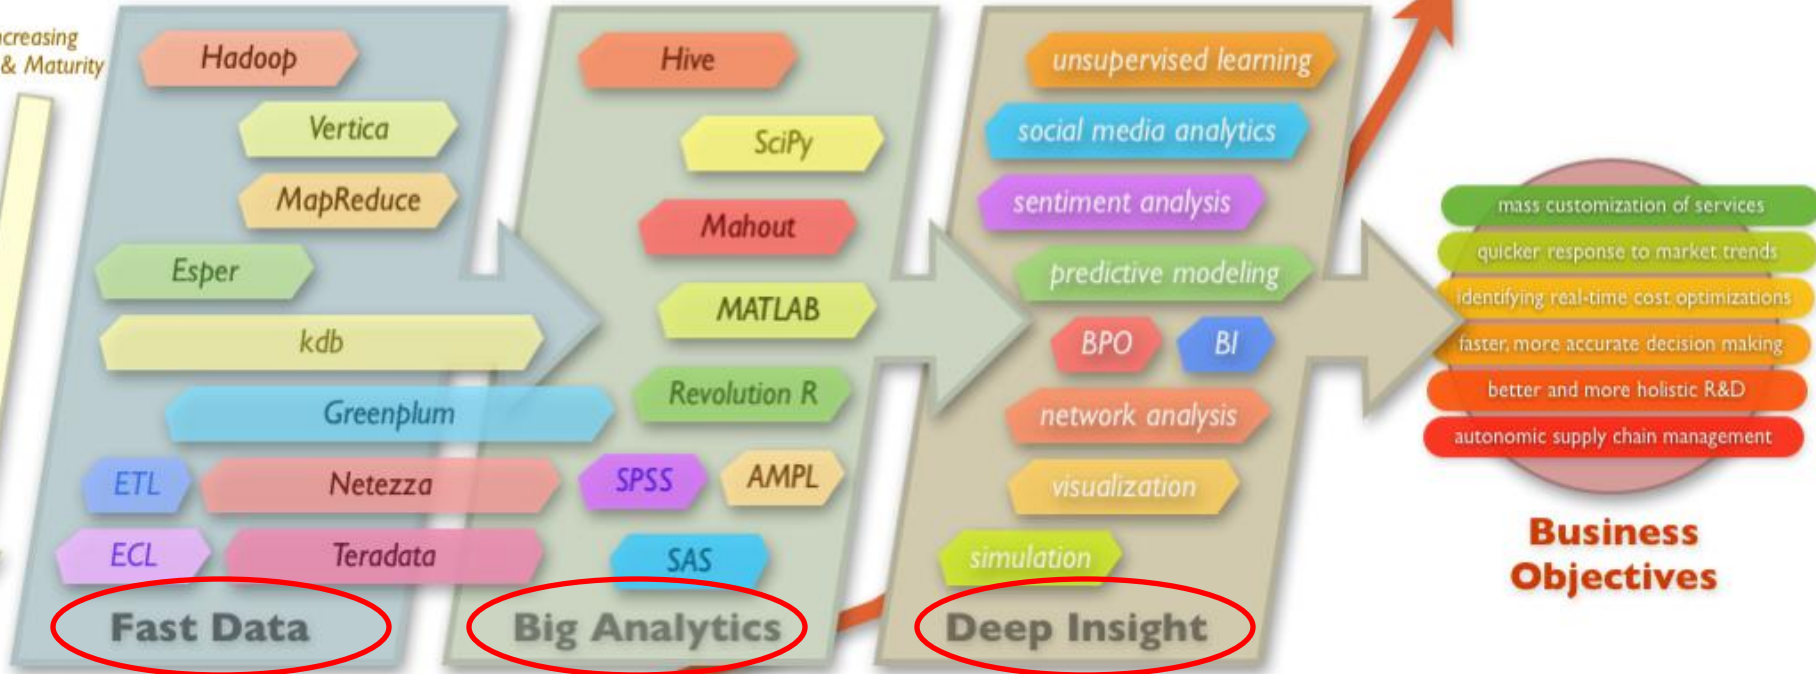 ncreasing
& Maturity
Hadoop
Vertica
MapReduce
Esper
kdb
Greenplum
ETL
Netezza
ECL
Teradata
Fast Data
Hive
SciPy
Mahout
MATLAB
Revolution R
SPSS
AMPL
SAS
Big Analytics
unsupervised learning
social media analytics
sentiment analysis
predictive modeling
BPO
BI
network analysis
visualization
simulation
Deep Insight
mass customization of services
quicker response to market trends
identifying real-time cost optimizations
faster, more accurate decision making
better and more holistic R&D
autonomic supply chain management
Business
Objectives